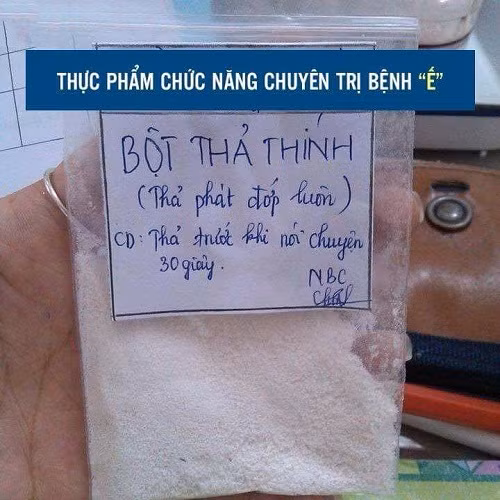 THỰC PHẨM CHỨC NĂNG CHUYÊN TRỊ BỆNH "Ế"
BỘT THẢ THÍNH
(Thả phát đớp luôn)
CD: Thả trước khi nói chuyện
30 giây.
NBC